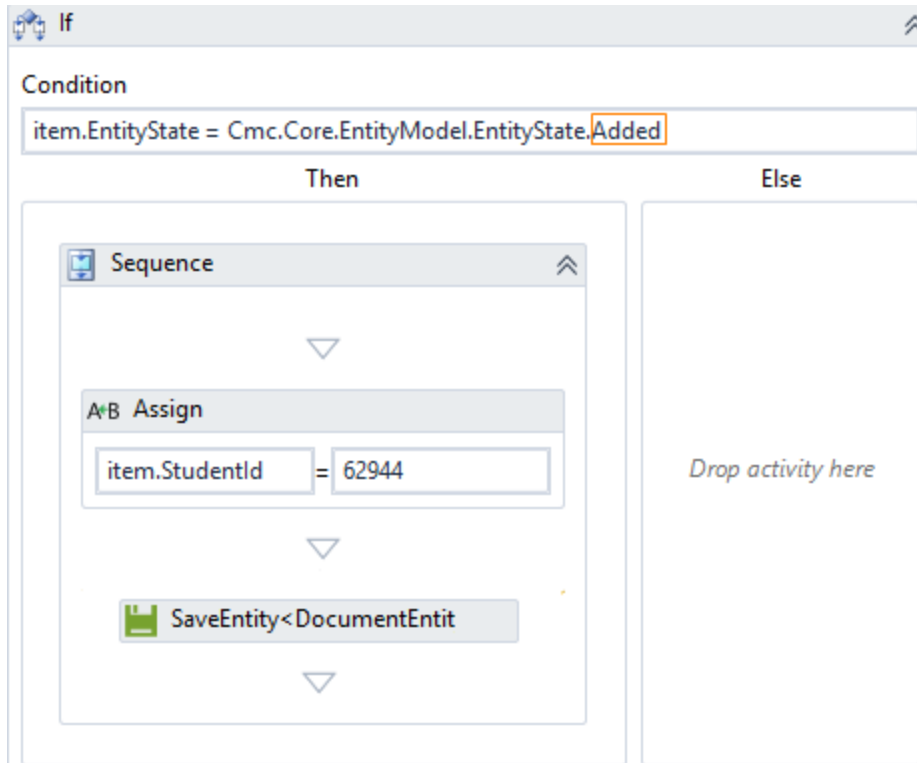 If
Condition
item.EntityState = Cmc.Core.EntityModel.EntityState.Added
Then
Else
Sequence
A+B Assign
item.StudentId = 62944
Drop activity here
SaveEntity<DocumentEntit